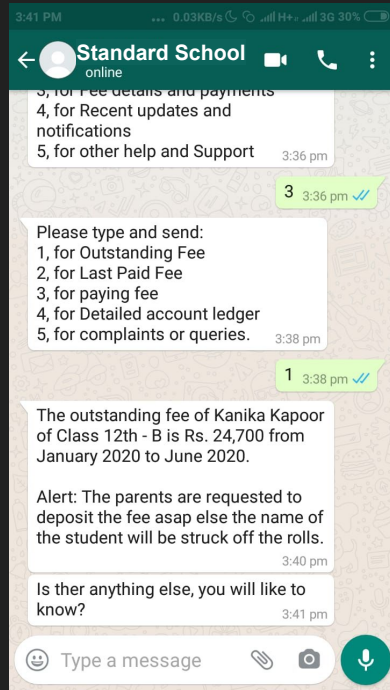 3:41 PM ... 0.03KB/s H+ 3G 30%
Standard School
online
3, for Fee details and payments
4, for Recent updates and
notifications
5, for other help and Support 3:36 pm
3 3:36 pm
Please type and send:
1, for Outstanding Fee
2, for Last Paid Fee
3, for paying fee
4, for Detailed account ledger
5, for complaints or queries. 3:38 pm
1 3:38 pm
The outstanding fee of Kanika Kapoor
of Class 12th - B is Rs. 24,700 from
January 2020 to June 2020.
Alert: The parents are requested to
deposit the fee asap else the name of
the student will be struck off the rolls.
3:40 pm
Is ther anything else, you will like to
know? 3:41 pm
Type a message